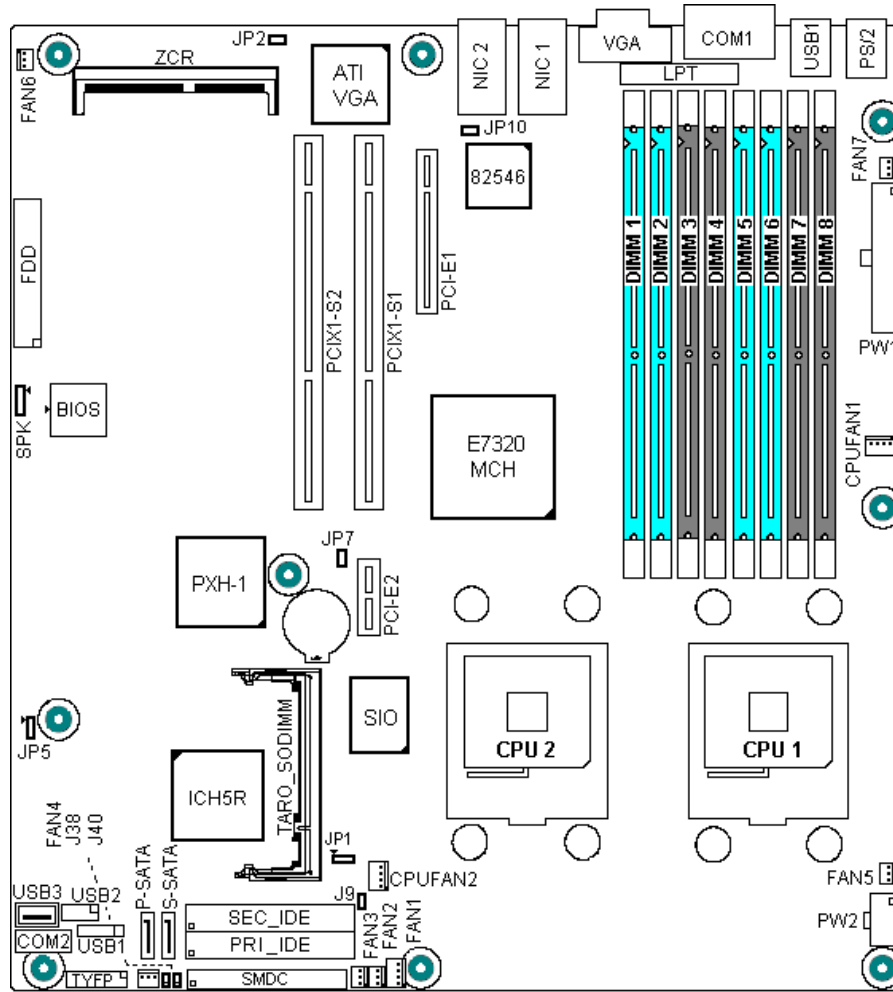 JP2
ZCR
FAN6
ATI
VGA
NIC 2
NIC 1
VGA
COM1
USB1
PS/2
LPT
JP10
82546
FAN7
FDD
PCIX1-S2
PCIX1-S1
PCI-E1
DIMM 1
DIMM 2
DIMM 3
DIMM 4
DIMM 5
DIMM 6
DIMM 7
DIMM 8
PW1
SPK
BIOS
E7320
MCH
CPUFAN1
JP7
PXH-1
PCI-E2
TARO_SODIMM
SIO
CPU 2
CPU 1
JP5
ICH5R
FAN4
J38
J40
JP1
CPUFAN2
FAN5
USB3
USB2
P-SATA
S-SATA
J9
SEC_IDE
PRI_IDE
FAN3
FAN2
FAN1
PW2
COM2
USB1
TYFP
SMDC